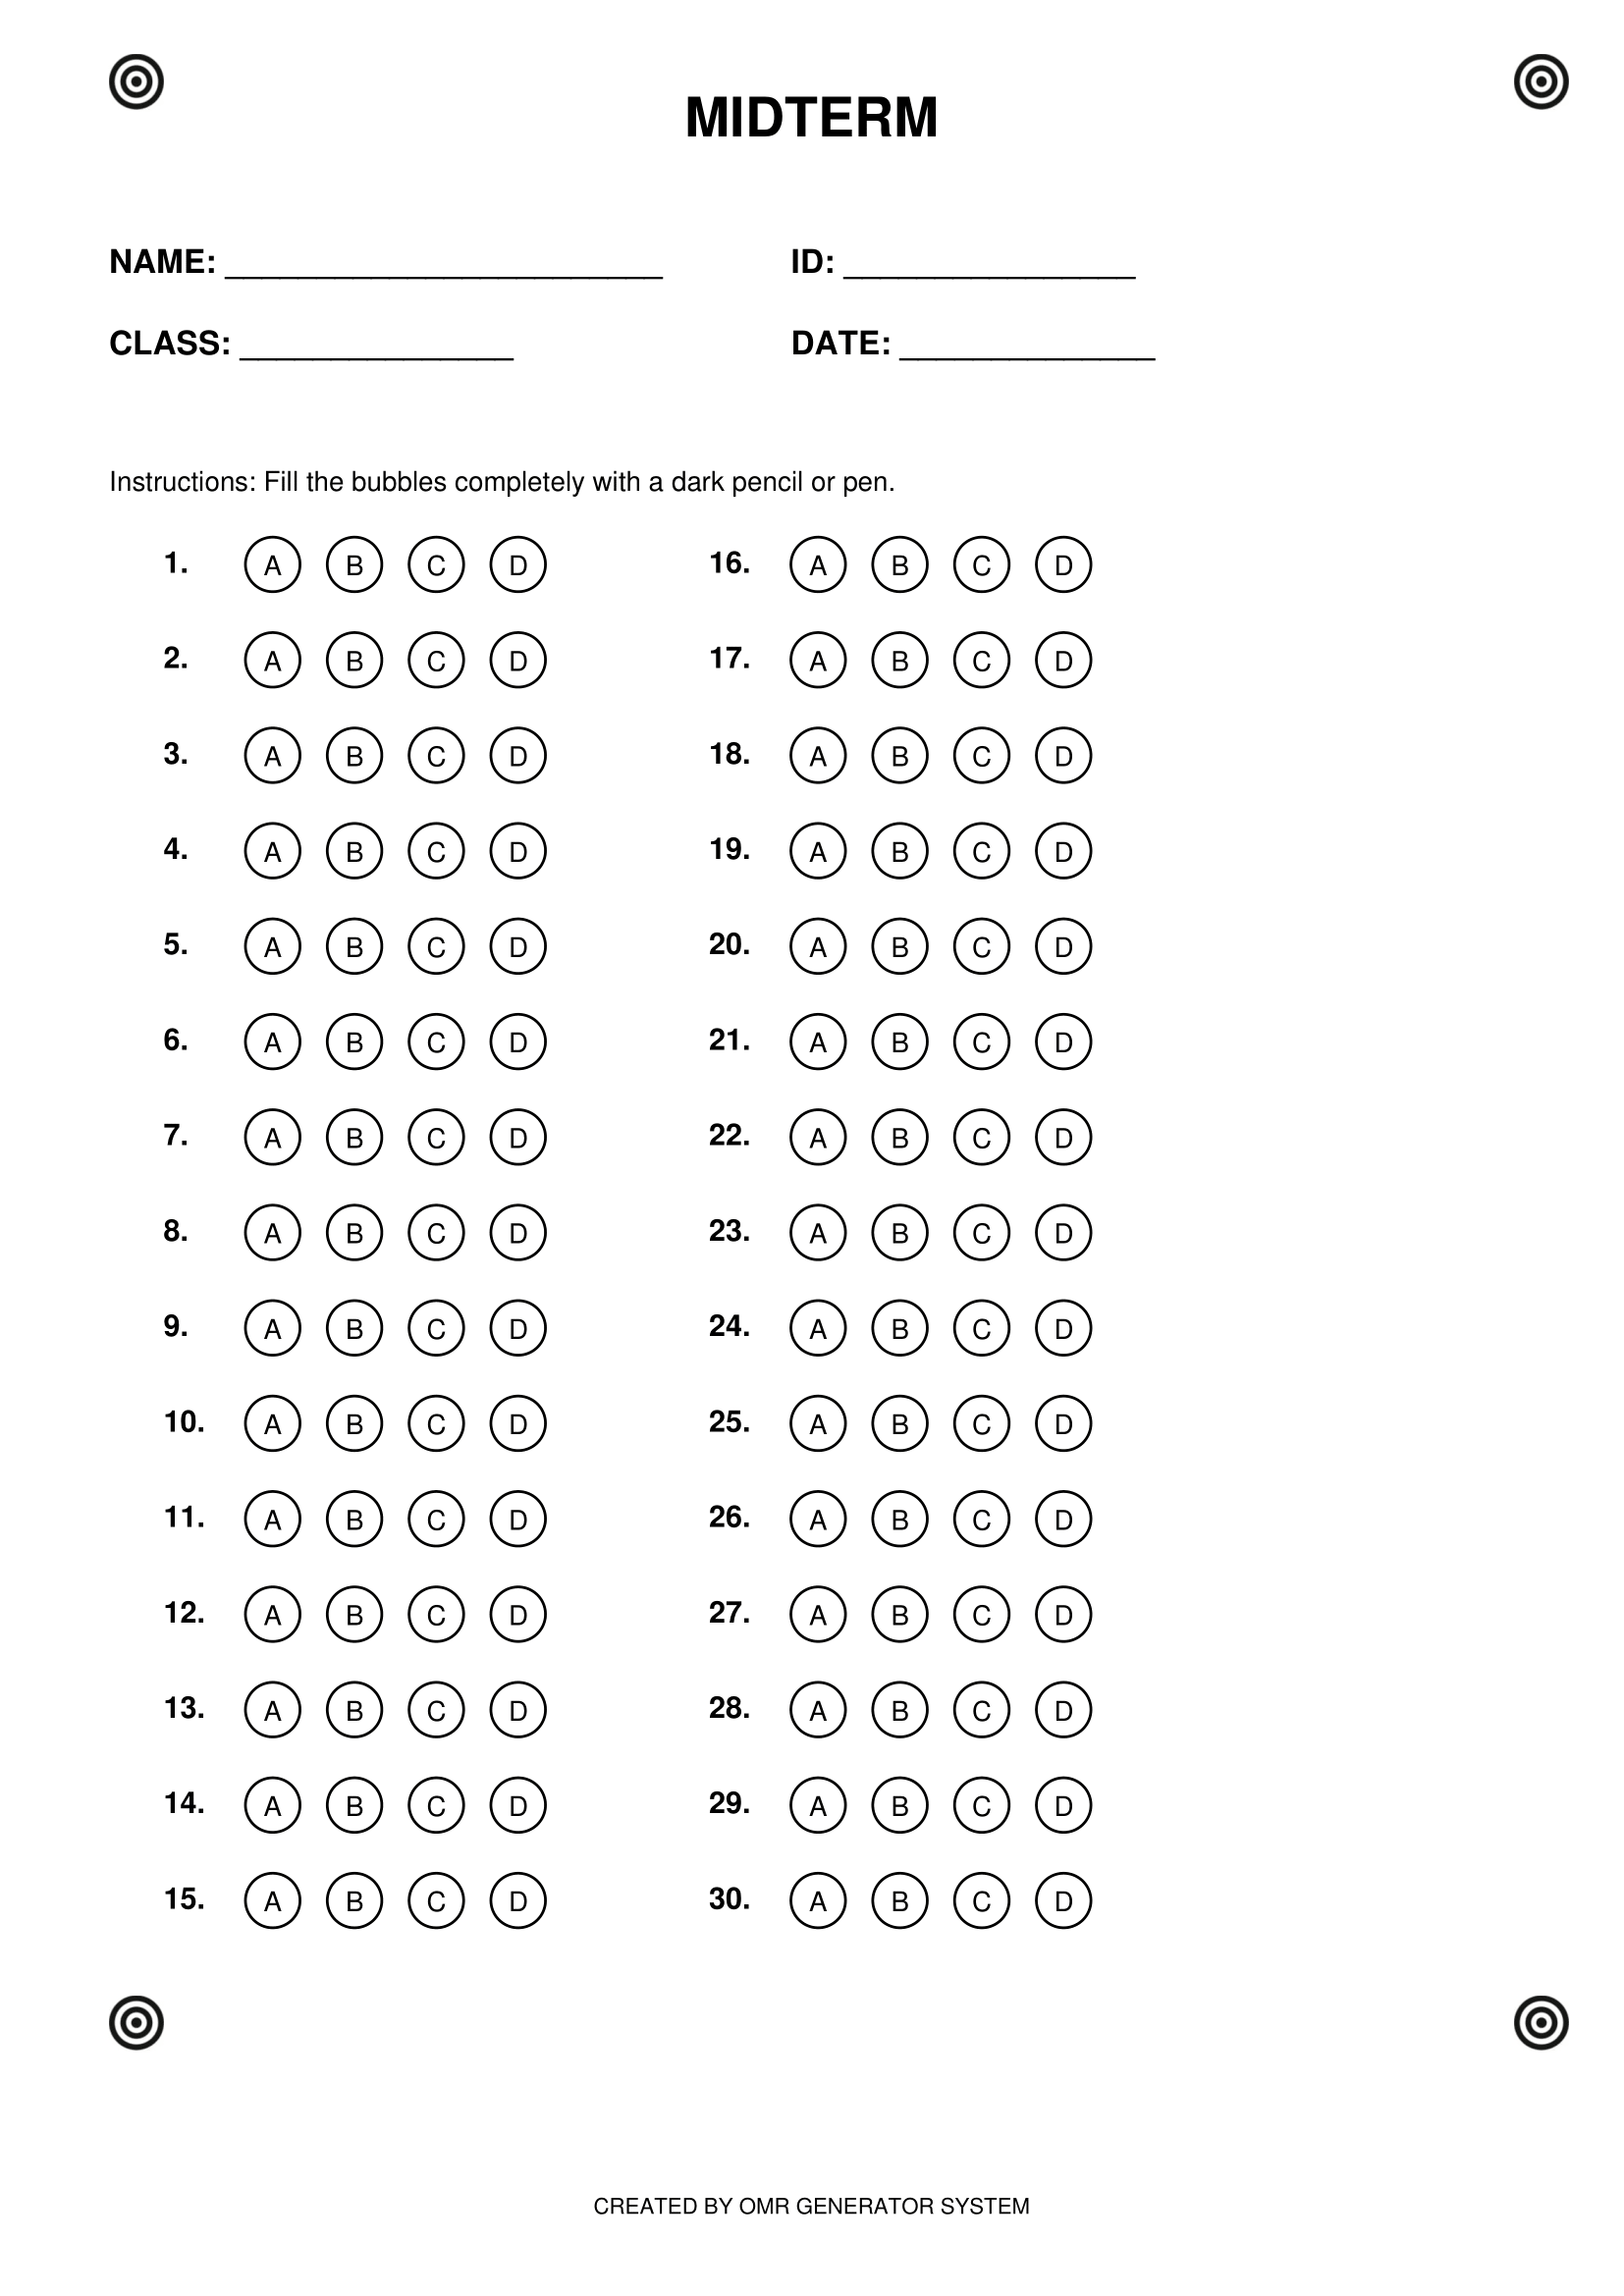 MIDTERM
NAME: ________________________ ID: ________________
CLASS: _______________ DATE: ______________
Instructions: Fill the bubbles completely with a dark pencil or pen.
1. A B C D 16. A B C D
2. A B C D 17. A B C D
3. A B C D 18. A B C D
4. A B C D 19. A B C D
5. A B C D 20. A B C D
6. A B C D 21. A B C D
7. A B C D 22. A B C D
8. A B C D 23. A B C D
9. A B C D 24. A B C D
10. A B C D 25. A B C D
11. A B C D 26. A B C D
12. A B C D 27. A B C D
13. A B C D 28. A B C D
14. A B C D 29. A B C D
15. A B C D 30. A B C D
CREATED BY OMR GENERATOR SYSTEM